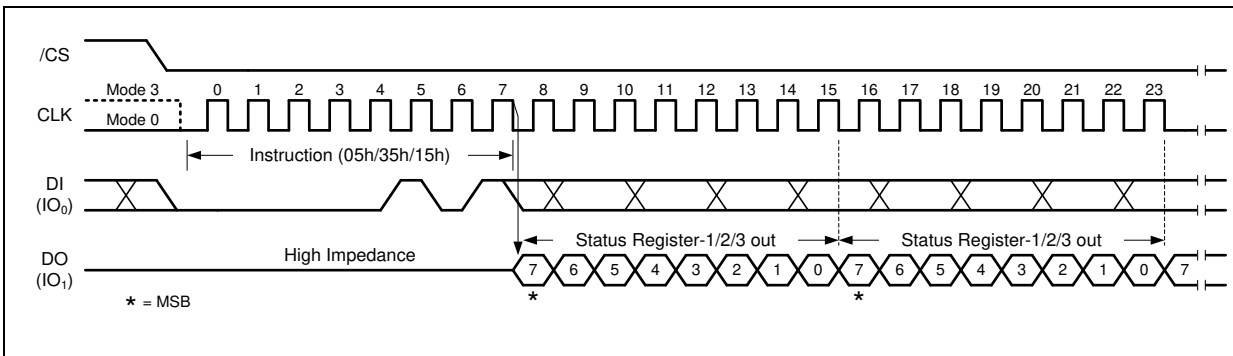 /CS
Mode 3 0 1 2 3 4 5 6 7 8 9 10 11 12 13 14 15 16 17 18 19 20 21 22 23
CLK
Mode 0
Instruction (05h/35h/15h)
DI
(IO₀)
Status Register-1/2/3 out Status Register-1/2/3 out
High Impedance
DO
(IO₁)
7 6 5 4 3 2 1 0 7 6 5 4 3 2 1 0 7
* *
* = MSB